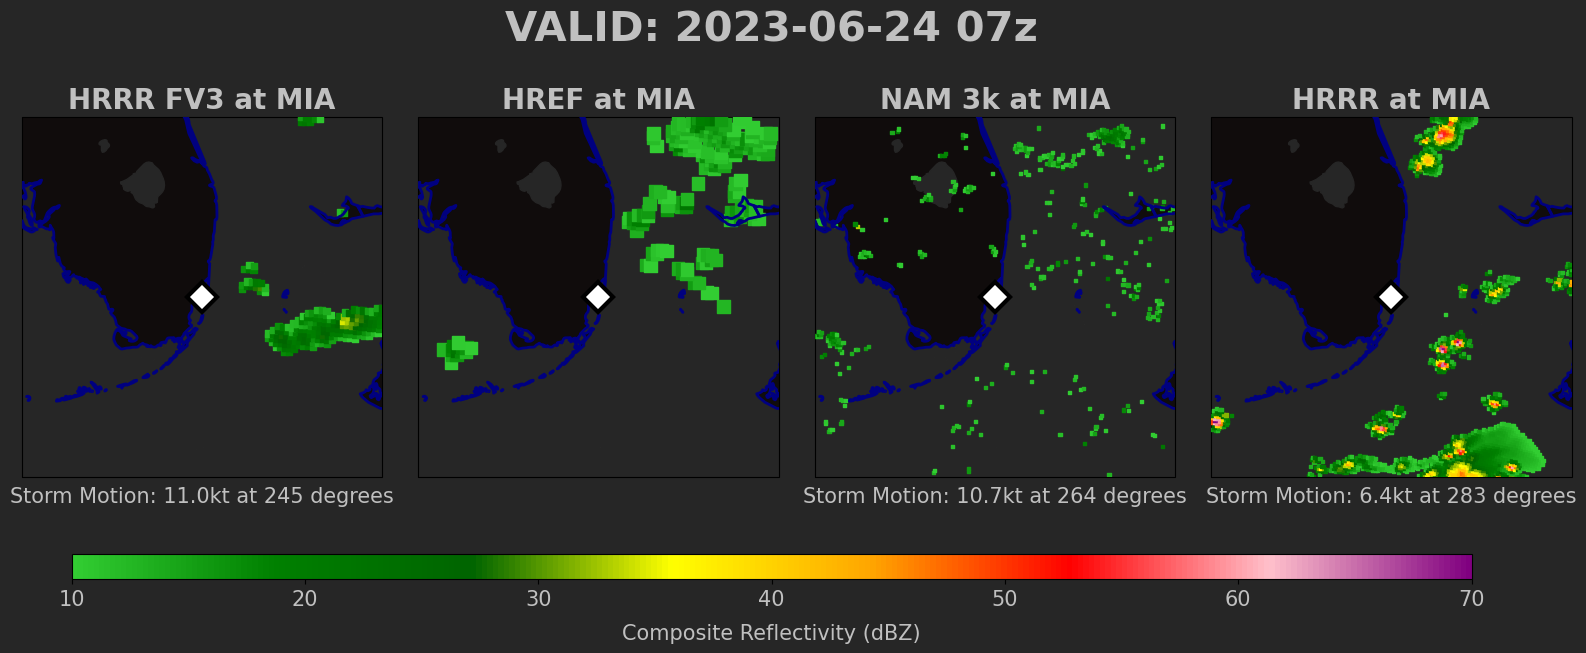 VALID: 2023-06-24 07z
HRRR FV3 at MIA
HREF at MIA
NAM 3k at MIA
HRRR at MIA
Storm Motion: 11.0kt at 245 degrees
Storm Motion: 10.7kt at 264 degrees
Storm Motion: 6.4kt at 283 degrees
10 20 30 40 50 60 70
Composite Reflectivity (dBZ)